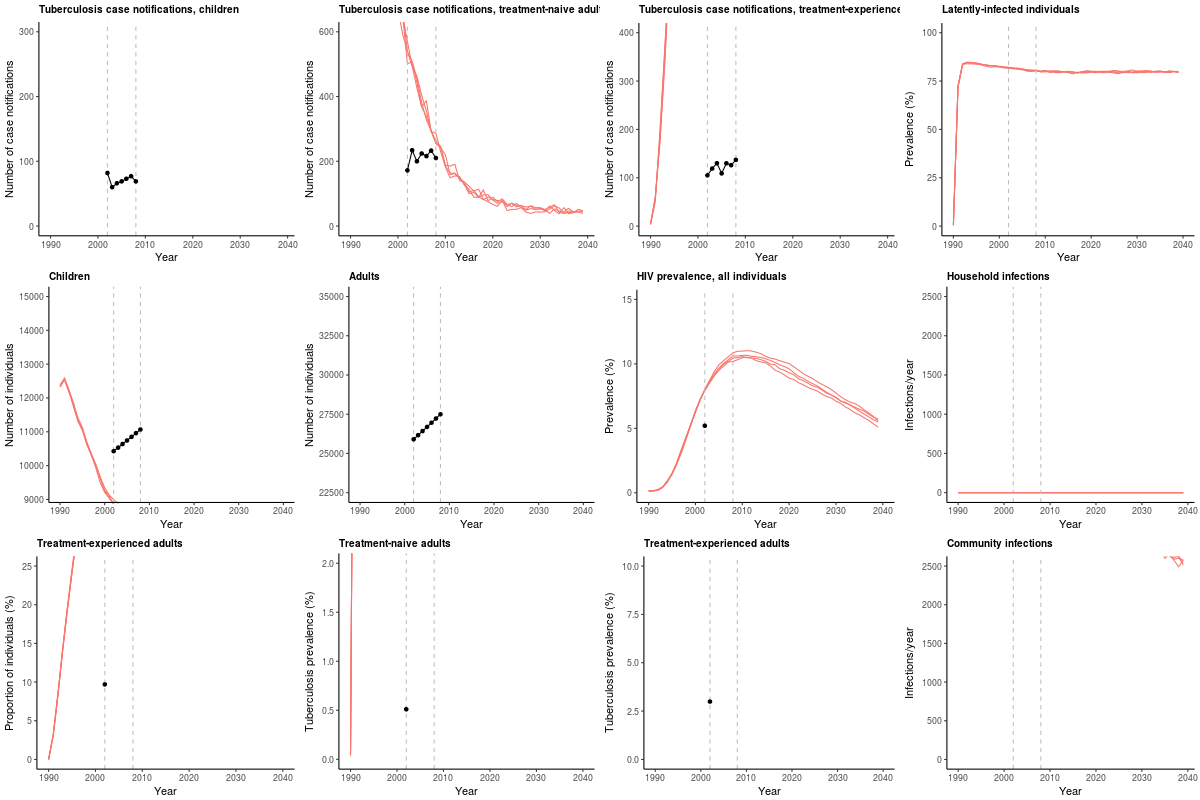 Tuberculosis case notifications, children
Number of case notifications
300
200
100
0
1990 2000 2010 2020 2030 2040
Year
Tuberculosis case notifications, treatment-naive adul
Number of case notifications
600
400
200
0
1990 2000 2010 2020 2030 2040
Year
Tuberculosis case notifications, treatment-experience
Number of case notifications
400
300
200
100
0
1990 2000 2010 2020 2030 2040
Year
Latently-infected individuals
Prevalence (%)
100
75
50
25
0
1990 2000 2010 2020 2030 2040
Year
Children
Number of individuals
15000
14000
13000
12000
11000
10000
9000
1990 2000 2010 2020 2030 2040
Year
Adults
Number of individuals
35000
32500
30000
27500
25000
22500
1990 2000 2010 2020 2030 2040
Year
HIV prevalence, all individuals
Prevalence (%)
15
10
5
0
1990 2000 2010 2020 2030 2040
Year
Household infections
Infections/year
2500
2000
1500
1000
500
0
1990 2000 2010 2020 2030 2040
Year
Treatment-experienced adults
Proportion of individuals (%)
25
20
15
10
5
0
1990 2000 2010 2020 2030 2040
Year
Treatment-naive adults
Tuberculosis prevalence (%)
2.0
1.5
1.0
0.5
0.0
1990 2000 2010 2020 2030 2040
Year
Treatment-experienced adults
Tuberculosis prevalence (%)
10.0
7.5
5.0
2.5
0.0
1990 2000 2010 2020 2030 2040
Year
Community infections
Infections/year
2500
2000
1500
1000
500
0
1990 2000 2010 2020 2030 2040
Year